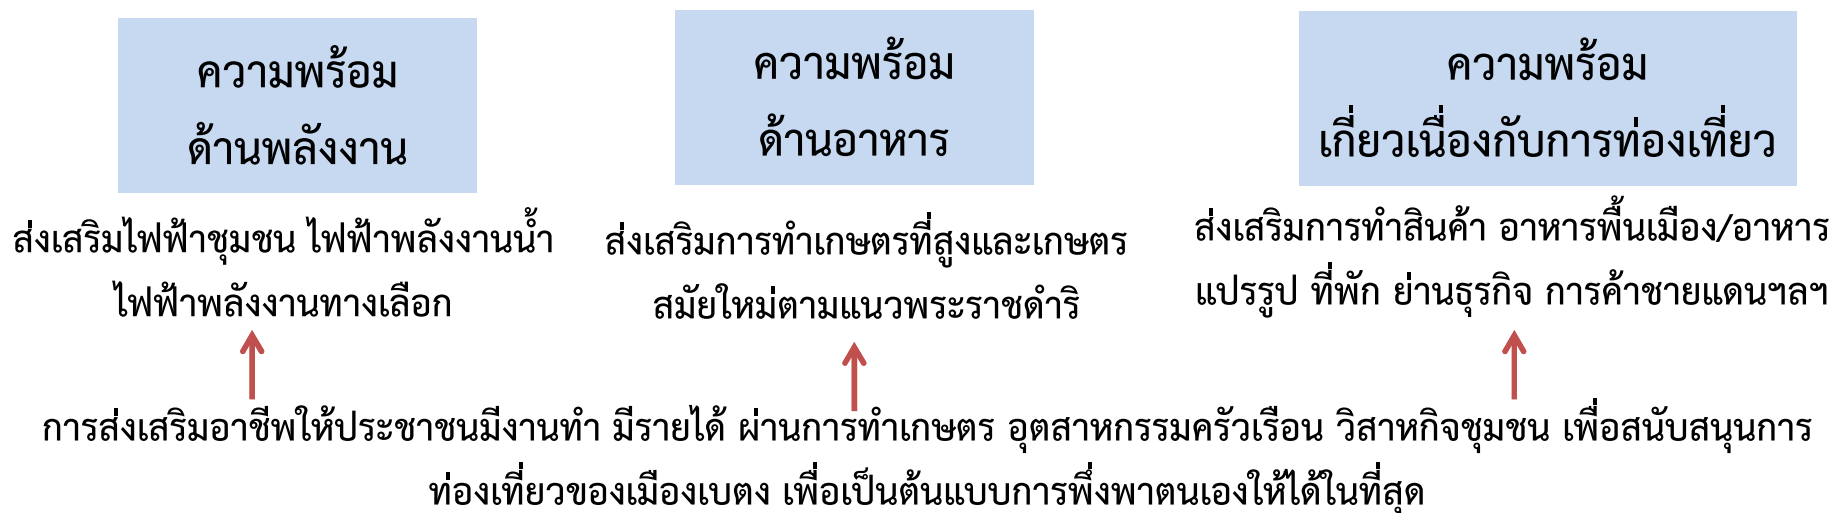 ความพร้อม
ด้านพลังงาน
ส่งเสริมไฟฟ้าชุมชน ไฟฟ้าพลังงานน้ำ
ไฟฟ้าพลังงานทางเลือก
ความพร้อม
ด้านอาหาร
ส่งเสริมการทำเกษตรที่สูงและเกษตร
สมัยใหม่ตามแนวพระราชดำริ
ความพร้อม
เกี่ยวเนื่องกับการท่องเที่ยว
ส่งเสริมการทำสินค้า อาหารพื้นเมือง/อาหาร
แปรรูป ที่พัก ย่านธุรกิจ การค้าชายแดนฯลฯ
การส่งเสริมอาชีพให้ประชาชนมีงานทำ มีรายได้ ผ่านการทำเกษตร อุตสาหกรรมครัวเรือน วิสาหกิจชุมชน เพื่อสนับสนุนการ
ท่องเที่ยวของเมืองเบตง เพื่อเป็นต้นแบบการพึ่งพาตนเองให้ได้ในที่สุด